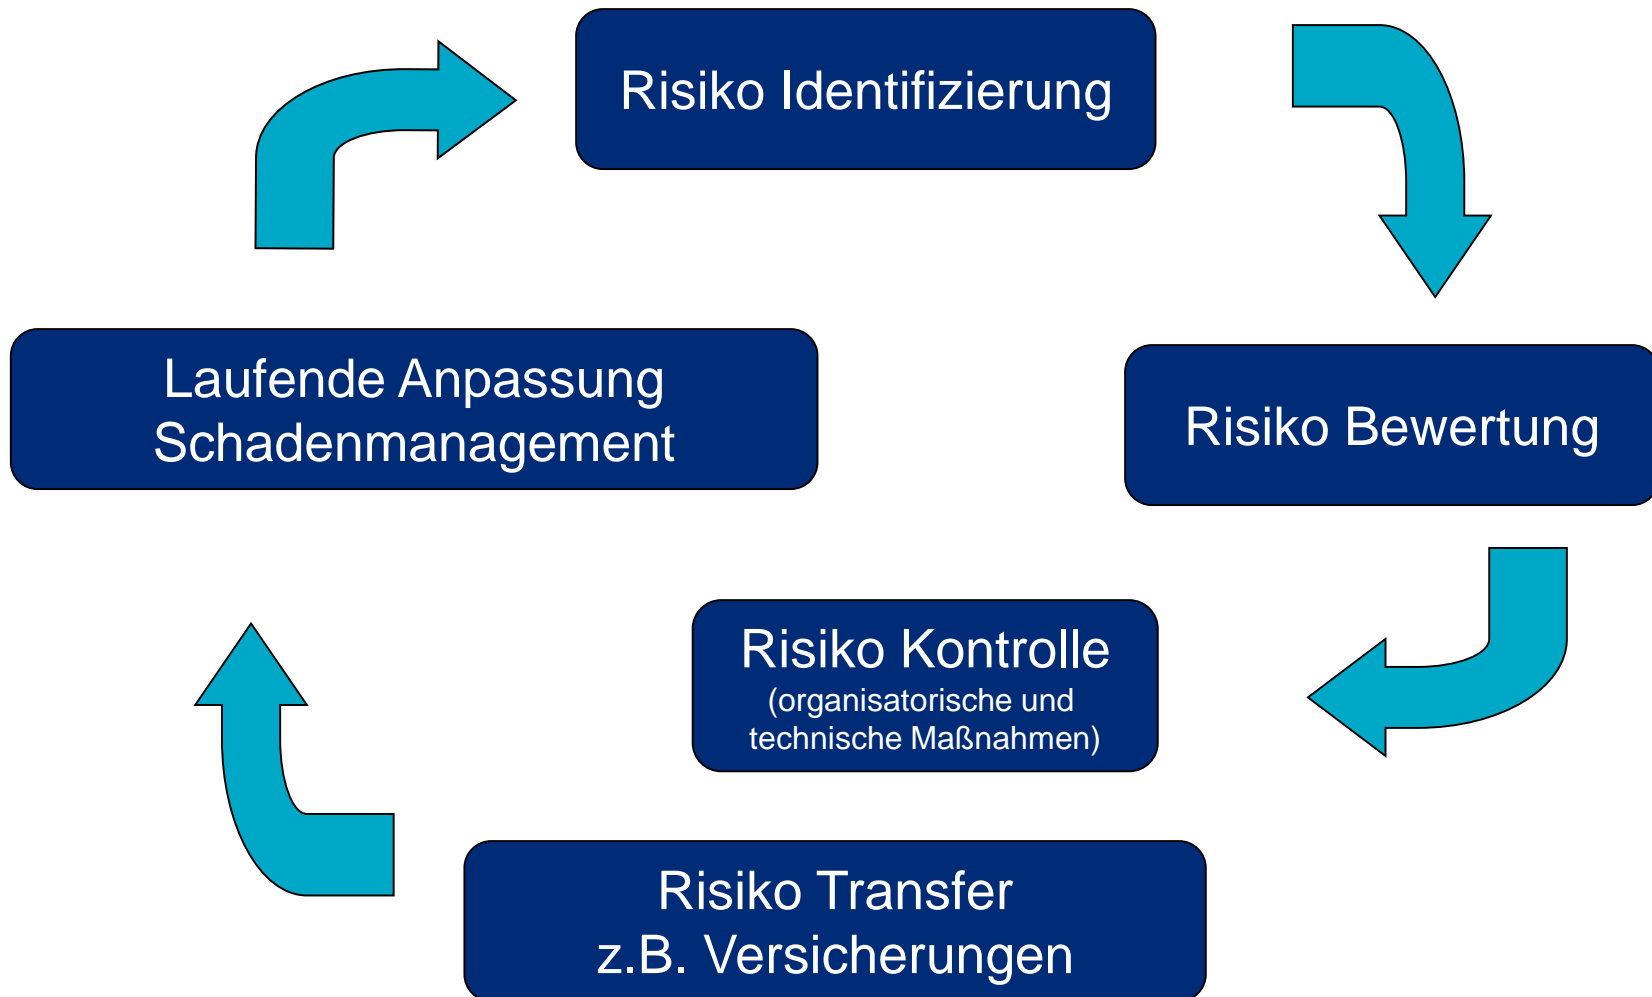 Risiko Identifizierung
Laufende Anpassung
Schadenmanagement
Risiko Bewertung
Risiko Kontrolle
(organisatorische und
technische Maßnahmen)
Risiko Transfer
z.B. Versicherungen